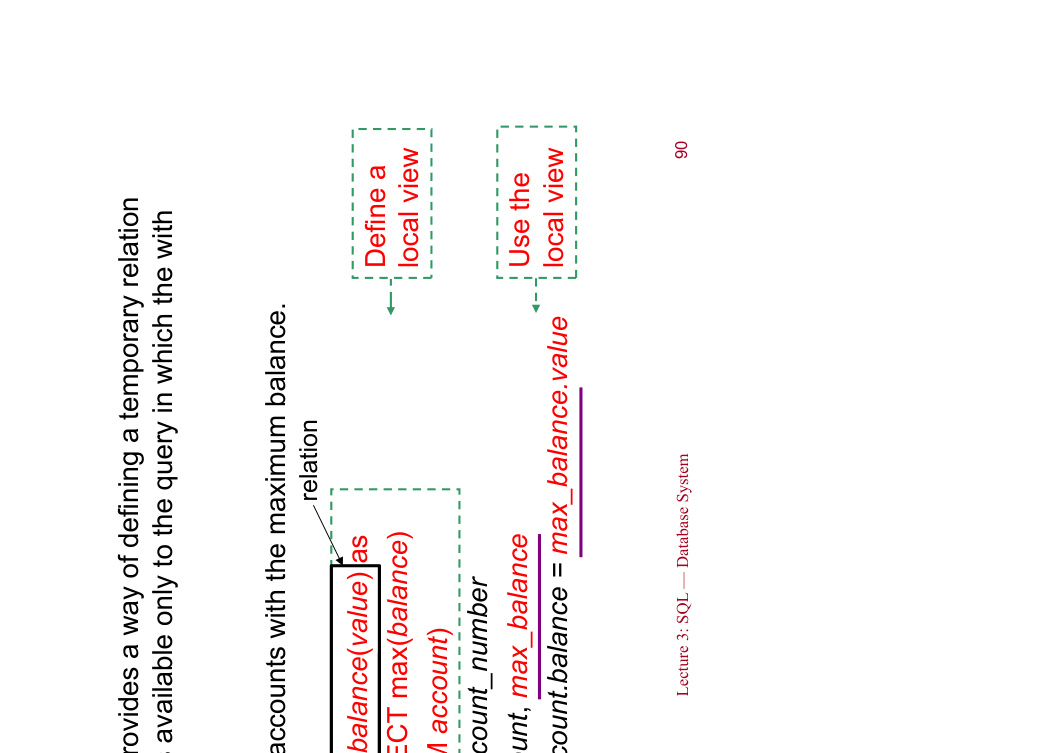 rovides a way of defining a temporary relation
available only to the query in which the with
accounts with the maximum balance.
relation
balance(value) as
ECT max(balance)
M account)
Define a
local view
count_number
unt, max_balance
count.balance = max_balance.value
Use the
local view
Lecture 3: SQL — Database System
90